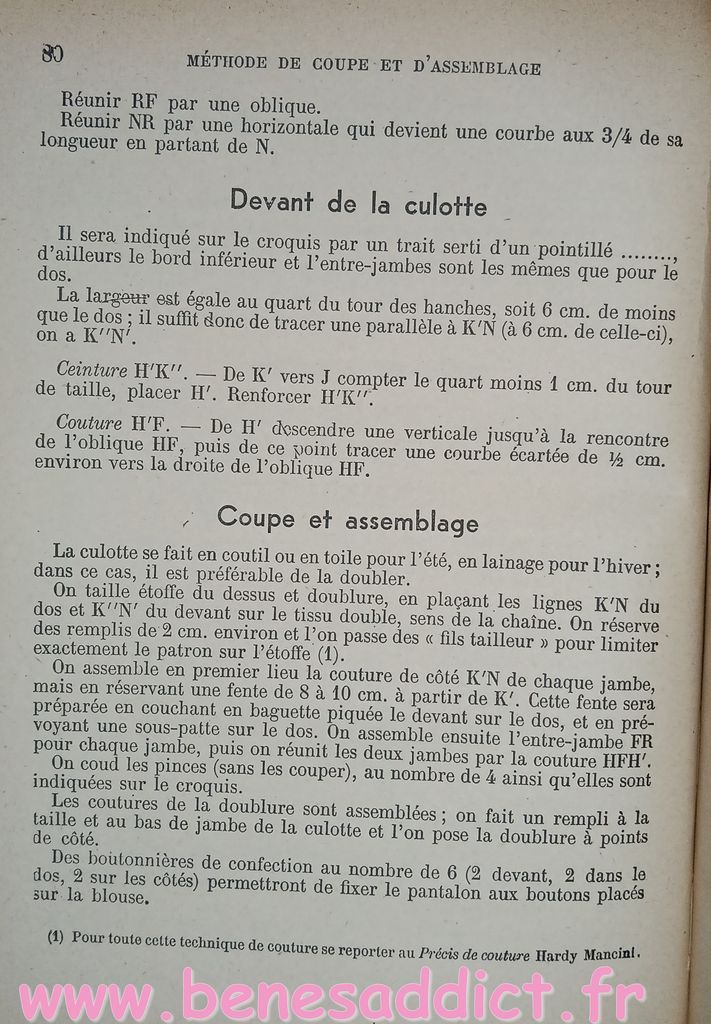 80
MÉTHODE DE COUPE ET D'ASSEMBLAGE
Réunir RF par une oblique.
Réunir NR par une horizontale qui devient une courbe aux 3/4 de sa
longueur en partant de N.
Devant de la culotte
Il sera indiqué sur le croquis par un trait serti d'un pointillé ........,
d'ailleurs le bord inférieur et l'entre-jambes sont les mêmes que pour le
dos.
La largeur est égale au quart du tour des hanches, soit 6 cm. de moins
que le dos ; il suffit donc de tracer une parallèle à K'N (à 6 cm. de celle-ci),
on a K''N'.
Ceinture H'K''. — De K' vers J compter le quart moins 1 cm. du tour
de taille, placer H'. Renforcer H'K''.
Couture H'F. — De H' descendre une verticale jusqu'à la rencontre
de l'oblique HF, puis de ce point tracer une courbe écartée de ½ cm.
environ vers la droite de l'oblique HF.
Coupe et assemblage
La culotte se fait en coutil ou en toile pour l'été, en lainage pour l'hiver ;
dans ce cas, il est préférable de la doubler.
On taille étoffe du dessus et doublure, en plaçant les lignes K'N du
dos et K''N' du devant sur le tissu double, sens de la chaîne. On réserve
des remplis de 2 cm. environ et l'on passe des « fils tailleur » pour limiter
exactement le patron sur l'étoffe (1).
On assemble en premier lieu la couture de côté K'N de chaque jambe,
mais en réservant une fente de 8 à 10 cm. à partir de K'. Cette fente sera
préparée en couchant en baguette piquée le devant sur le dos, et en pré-
voyant une sous-patte sur le dos. On assemble ensuite l'entre-jambe FR
pour chaque jambe, puis on réunit les deux jambes par la couture HFH'.
On coud les pinces (sans les couper), au nombre de 4 ainsi qu'elles sont
indiquées sur le croquis.
Les coutures de la doublure sont assemblées ; on fait un rempli à la
taille et au bas de jambe de la culotte et l'on pose la doublure à points
de côté.
Des boutonnières de confection au nombre de 6 (2 devant, 2 dans le
dos, 2 sur les côtés) permettront de fixer le pantalon aux boutons placés
sur la blouse.
(1) Pour toute cette technique de couture se reporter au Précis de couture Hardy Mancini.
www.benesaddict.fr